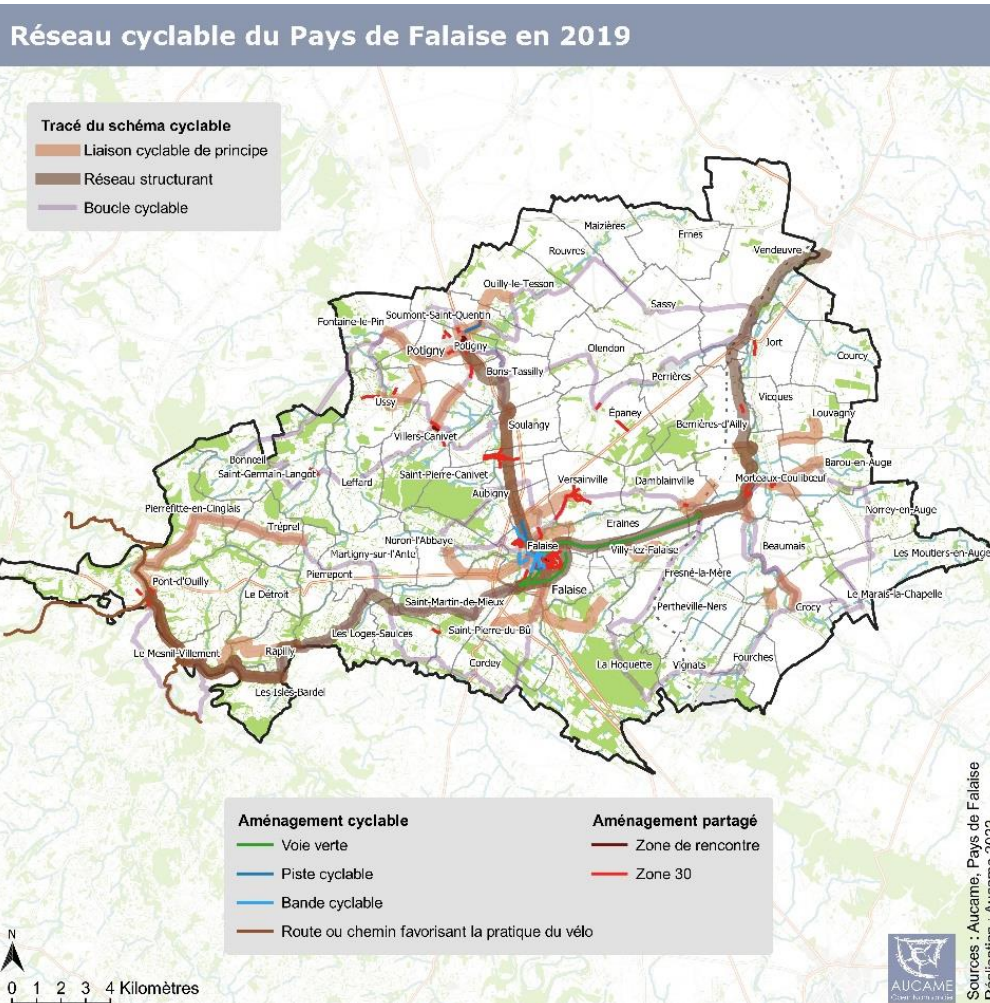 Réseau cyclable du Pays de Falaise en 2019
Tracé du schéma cyclable
Liaison cyclable de principe
Réseau structurant
Boucle cyclable
Maizières
Ernes
Rouvres
Vendeuvre
Ouilly-le-Tesson
Sassy
Fontaine-le-Pin
Soumont-Saint-Quentin
Potigny
Potigny
Olendon
Jort
Courcy
Bons-Tassilly
Perrières
Ussy
Vicques
Épaney
Louvagny
Soulangy
Bernières-d'Ailly
Villers-Canivet
Bonnœil
Saint-Germain-Langot
Leffard
Saint-Pierre-Canivet
Barou-en-Auge
Aubigny
Versainville
Damblainville
Morteaux-Coulibœuf
Pierrefitte-en-Cinglais
Norrey-en-Auge
Tréprel
Eraines
Noron-l'Abbaye
Falaise
Martigny-sur-l'Ante
Villy-lez-Falaise
Beaumais
Les Moutiers-en-Auge
Pont-d'Ouilly
Pierrepont
Fresné-la-Mère
Le Détroit
Falaise
Le Marais-la-Chapelle
Saint-Martin-de-Mieux
Pertheville-Ners
Crocy
Les Loges-Saulces
Saint-Pierre-du-Bû
Le Mesnil-Villement
Rapilly
Cordey
La Hoguette
Vignats
Fourches
Les Isles-Bardel
Aménagement cyclable
Voie verte
Piste cyclable
Bande cyclable
Route ou chemin favorisant la pratique du vélo
Aménagement partagé
Zone de rencontre
Zone 30
N
0 1 2 3 4 Kilomètres
AUCAME
Sources : Aucame, Pays de Falaise
Réalisation : Aucame 2022